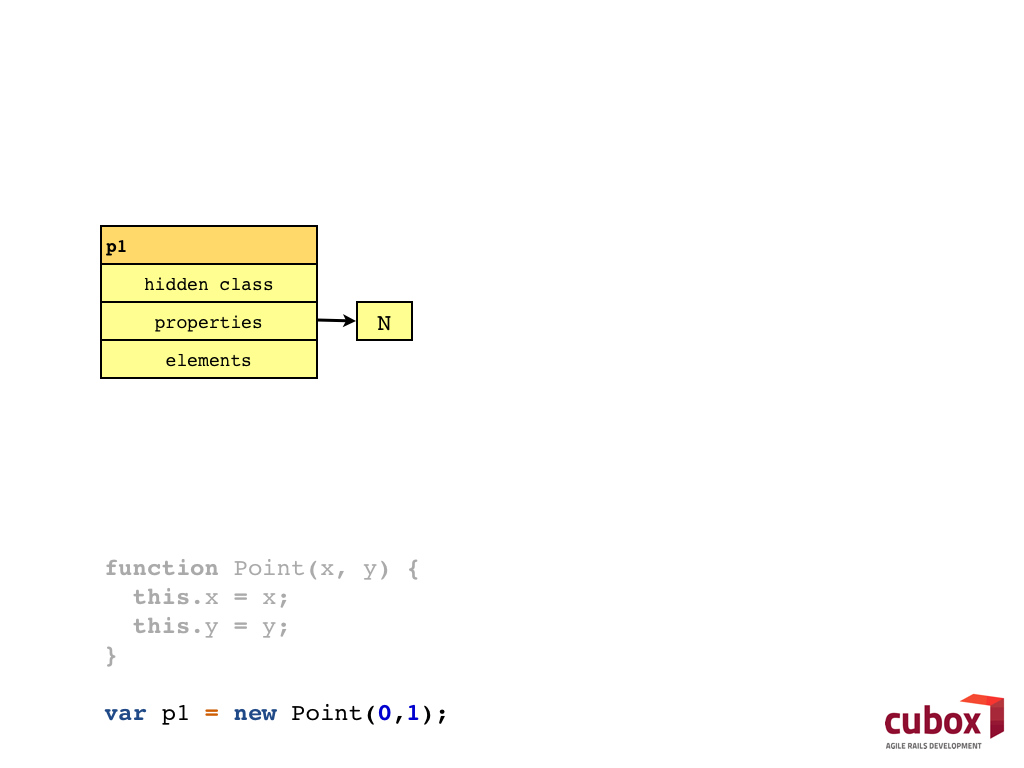 p1
hidden class
properties
N
elements
function Point(x, y) {
  this.x = x;
  this.y = y;
}
var p1 = new Point(0,1);
cubox
AGILE RAILS DEVELOPMENT